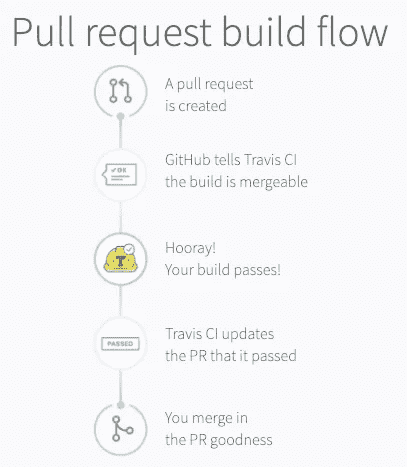 Pull request build flow
A pull request
is created
✓ OK
GitHub tells Travis CI
the build is mergeable
T
Hooray!
Your build passes!
PASSED
Travis CI updates
the PR that it passed
You merge in
the PR goodness